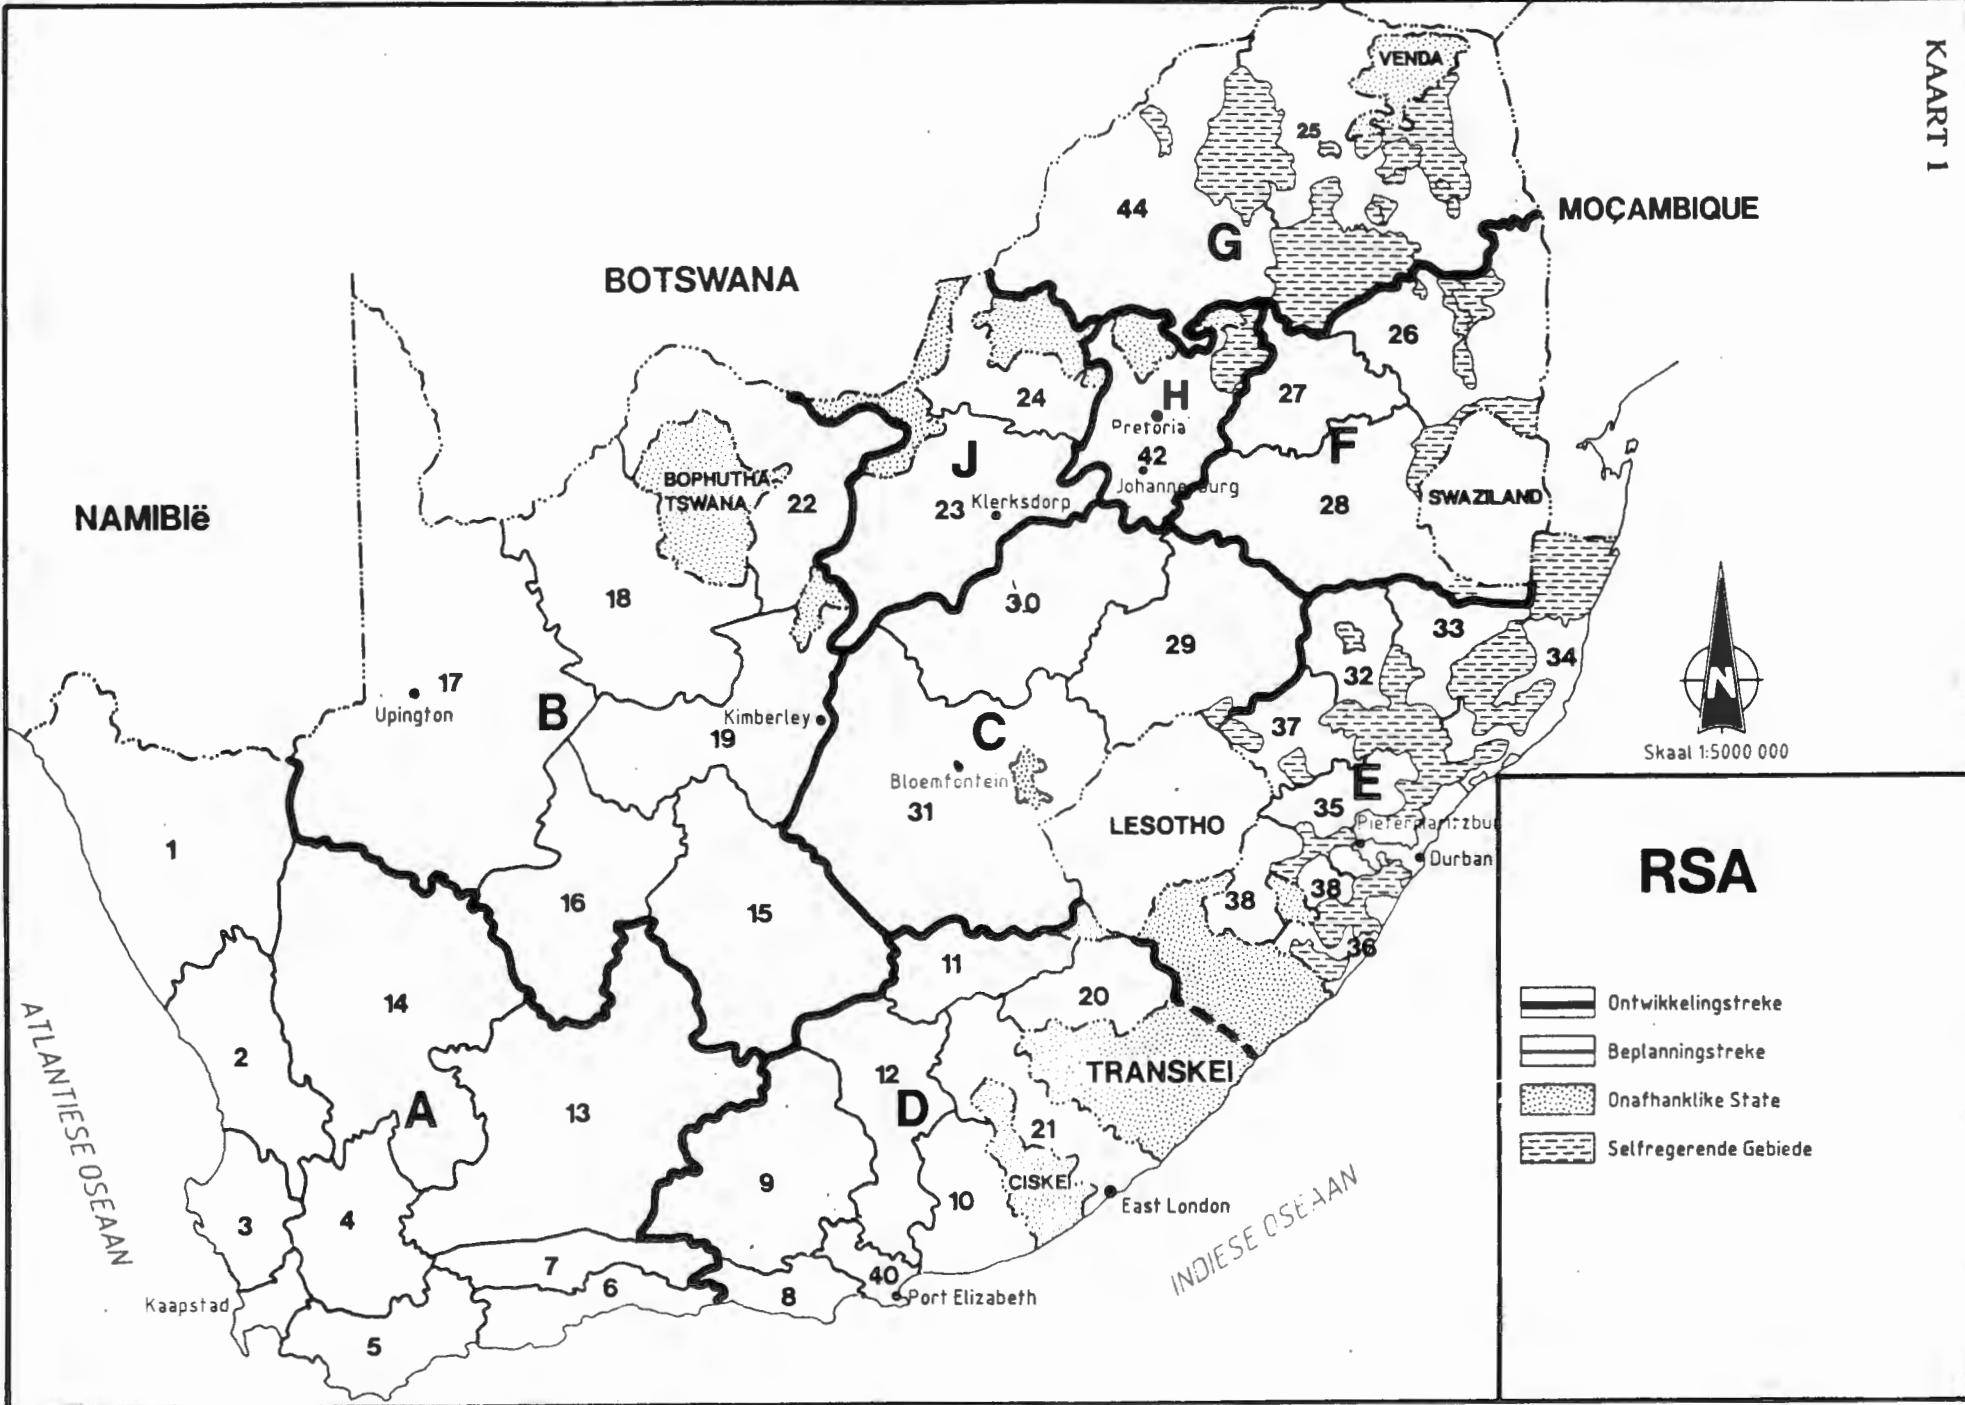 KAART 1
VENDA
25
MOÇAMBIQUE
44
G
BOTSWANA
26
24
H
27
Pretoria
J
42
F
BOPHUTHA
TSWANA
22
Johannesburg
23
Klerksdorp
28
SWAZILAND
NAMIBIë
18
30
33
29
34
32
17
Upington
B
Kimberley
19
C
37
N
Skaal 1:5000 000
Bloemfontein
E
31
35
LESOTHO
Durban
1
RSA
16
15
38
38
36
11
14
20
Ontwikkelingstreke
2
12
TRANSKEI
Beplanningstreke
A
13
D
Onafhanklike State
21
Selfregerende Gebiede
ATLANTIESE OSEAAN
9
CISKEI
10
East London
3
4
INDIESE OSEAAN
7
6
40
8
Port Elizabeth
Kaapstad
5